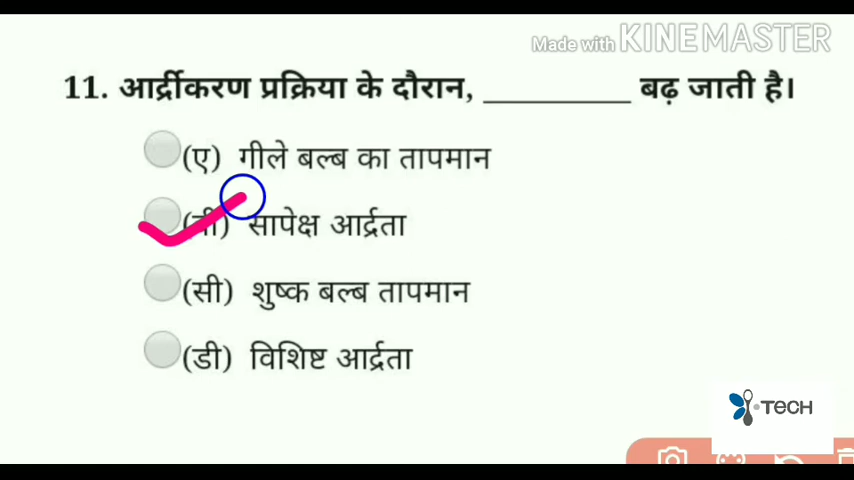 Made with KINEMASTER
11. आर्द्रीकरण प्रक्रिया के दौरान, __________ बढ़ जाती है।
(ए) गीले बल्ब का तापमान
(बी) सापेक्ष आर्द्रता
(सी) शुष्क बल्ब तापमान
(डी) विशिष्ट आर्द्रता
TECH